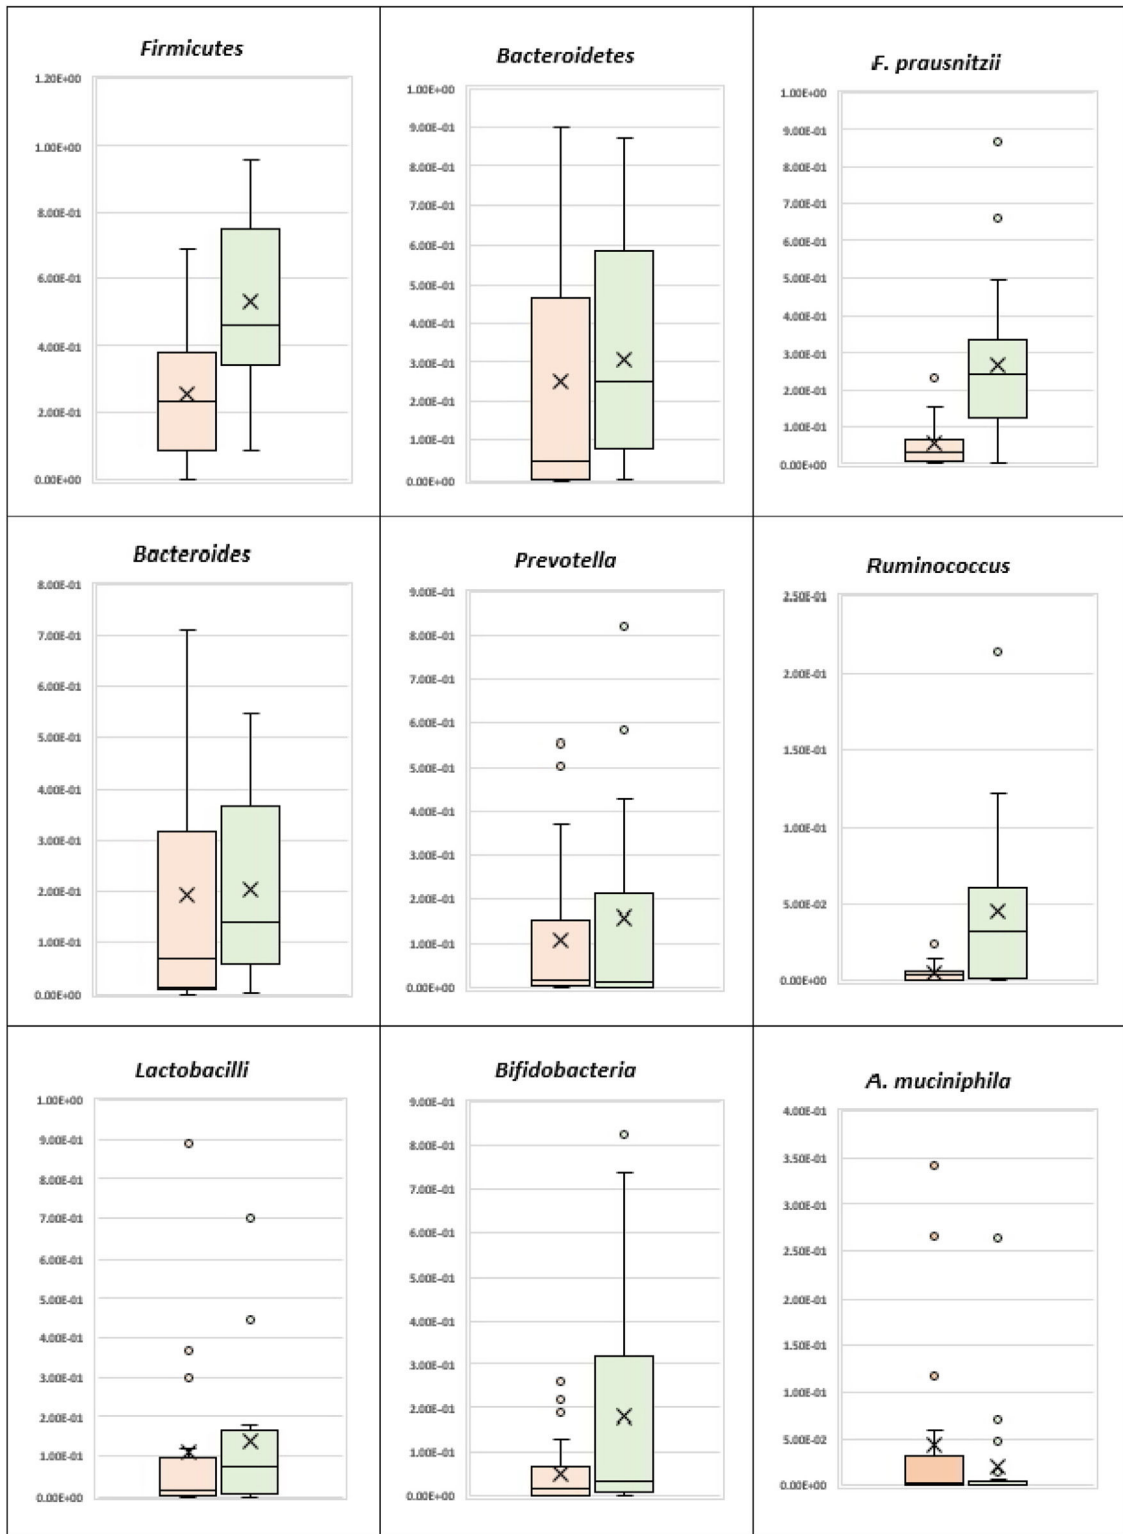 Firmicutes
1.20E+00
1.00E+00
8.00E-01
6.00E-01
4.00E-01
2.00E-01
0.00E+00
Bacteroidetes
1.00E+00
9.00E-01
8.00E-01
7.00E-01
6.00E-01
5.00E-01
4.00E-01
3.00E-01
2.00E-01
1.00E-01
0.00E+00
F. prausnitzii
1.00E+00
9.00E-01
8.00E-01
7.00E-01
6.00E-01
5.00E-01
4.00E-01
3.00E-01
2.00E-01
1.00E-01
0.00E+00
Bacteroides
8.00E-01
7.00E-01
6.00E-01
5.00E-01
4.00E-01
3.00E-01
2.00E-01
1.00E-01
0.00E+00
Prevotella
9.00E-01
8.00E-01
7.00E-01
6.00E-01
5.00E-01
4.00E-01
3.00E-01
2.00E-01
1.00E-01
0.00E+00
Ruminococcus
2.50E-01
2.00E-01
1.50E-01
1.00E-01
5.00E-02
0.00E+00
Lactobacilli
1.00E+00
9.00E-01
8.00E-01
7.00E-01
6.00E-01
5.00E-01
4.00E-01
3.00E-01
2.00E-01
1.00E-01
0.00E+00
Bifidobacteria
9.00E-01
8.00E-01
7.00E-01
6.00E-01
5.00E-01
4.00E-01
3.00E-01
2.00E-01
1.00E-01
0.00E+00
A. muciniphila
4.00E-01
3.50E-01
3.00E-01
2.50E-01
2.00E-01
1.50E-01
1.00E-01
5.00E-02
0.00E+00